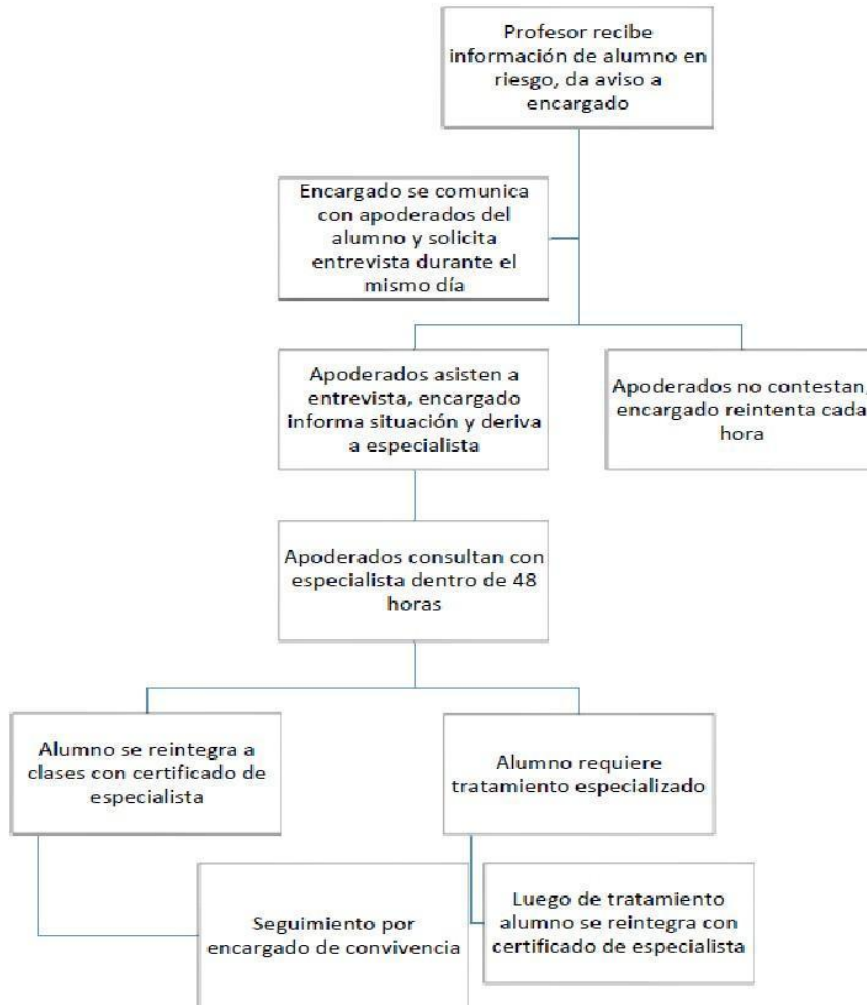 Profesor recibe
información de alumno en
riesgo, da aviso a
encargado
Encargado se comunica
con apoderados del
alumno y solicita
entrevista durante el
mismo día
Apoderados asisten a
entrevista, encargado
informa situación y deriva
a especialista
Apoderados no contestan,
encargado reintenta cada
hora
Apoderados consultan con
especialista dentro de 48
horas
Alumno se reintegra a
clases con certificado de
especialista
Alumno requiere
tratamiento especializado
Seguimiento por
encargado de convivencia
Luego de tratamiento
alumno se reintegra con
certificado de especialista